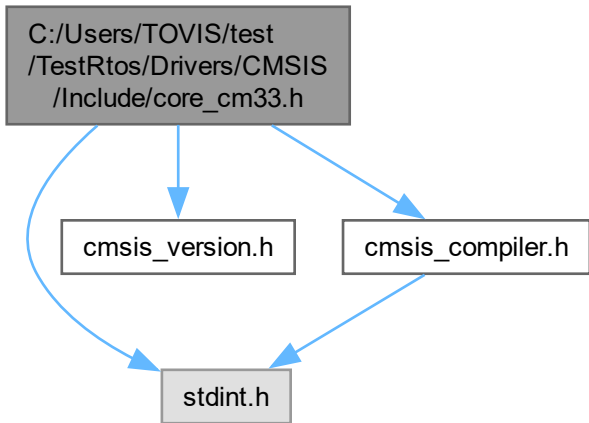 C:/Users/TOVIS/test
/TestRtos/Drivers/CMSIS
/Include/core_cm33.h
cmsis_version.h
cmsis_compiler.h
stdint.h